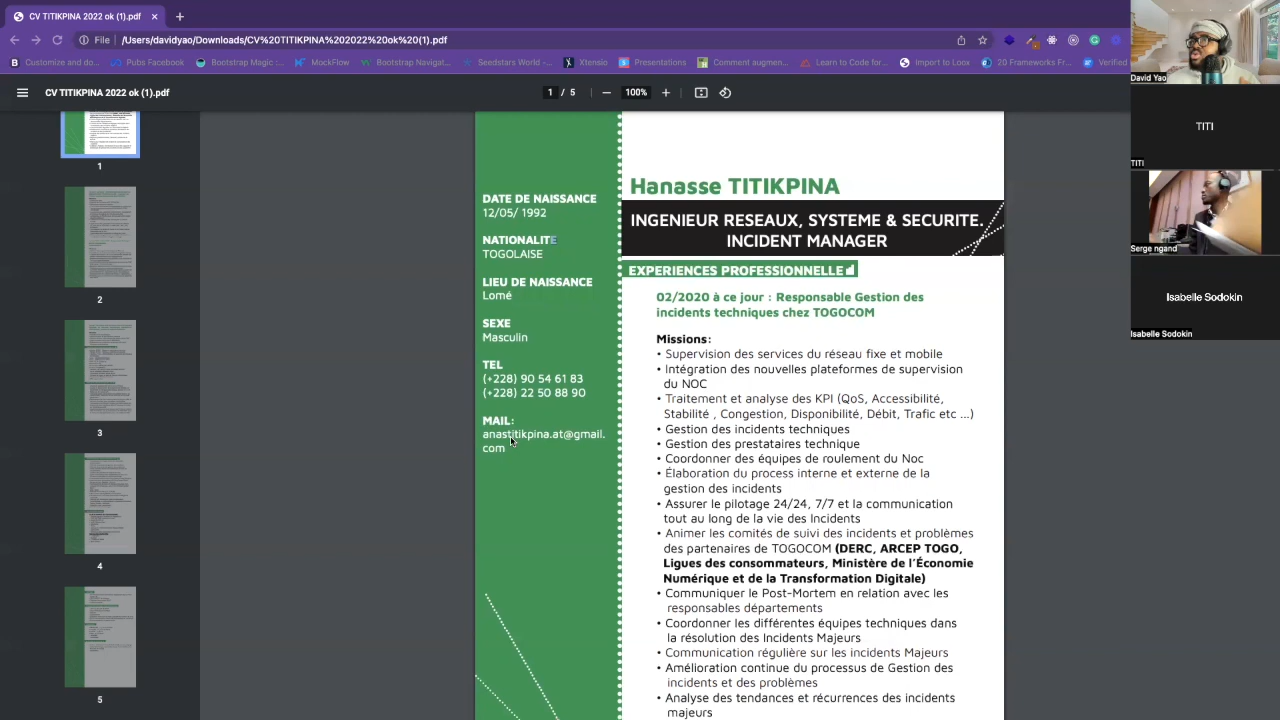 CV TITIKPINA 2022 ok (1).pdf
File
/Users/davidyao/Downloads/CV%20TITIKPINA%202022%20ok%20(1).pdf
Customize and do...
Pubs Facebook
Bootstrap Magic :...
MockFlow
Bootstrap Navigat...
Seedstars World -...
Xtensio
Presentations
Comment augmen...
Learn to Code for...
Import to Loox
20 Frameworks Fr...
Verified
CV TITIKPINA 2022 ok (1).pdf
1 / 5
100%
1
2
3
4
5
DATE DE NAISSANCE
12/05/ 1992
NATIONALITE
TOGOLAISE
LIEU DE NAISSANCE
Lomé
SEXE
Masculin
TEL
(+228) 90 54 61 83
(+228) 22 50 88 90
MAIL:
anastitikpina.at@gmail.
com
Hanasse TITIKPINA
INGENIEUR RESEAUX, SYSTEME & SECURITE.
INCIDENT MANAGER
EXPERIENCES PROFESSIONNELLE
02/2020 à ce jour : Responsable Gestion des
incidents techniques chez TOGOCOM
Missions:
• Supervision des services du réseau fixe et mobile
• Intégration des nouvelles plateformes de supervision
du NOC
• Traitement et analyse des KPI (QoS, Accessibilité,
Stabilité , Congestion, Disponibilité, Débit, Trafic etc ...)
• Gestion des incidents techniques
• Gestion des prestataires technique
• Coordonner des équipes de roulement du Noc
• Élaboration du process interne et externe de la
gestion des incidents
• Assurer le pilotage 24/24, 7/7 et la communication
tout au long de la vie des Incidents
• Animer les comités de suivi des incidents et problèmes
des partenaires de TOGOCOM (DERC, ARCEP TOGO,
Ligues des consommateurs, Ministère de l'Économie
Numérique et de la Transformation Digitale)
• Communiquer le Post-Mortem en relation avec les
responsables départements
• Coordonner les différentes équipes techniques dans
la résolution des Incidents Majeurs
• Communication régulière sur les incidents Majeurs
• Amélioration continue du processus de Gestion des
incidents et des problèmes
• Analyse des tendances et récurrences des incidents
majeurs
David Yao
TITI
TITI
Serge ngand
Isabelle Sodokin
Isabelle Sodokin